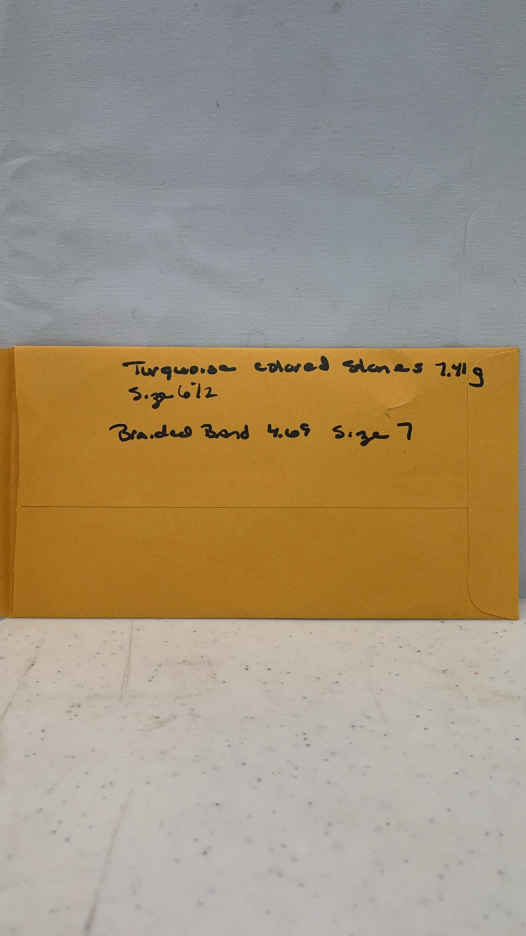 Turquoise colored Stones 7.41g
Size 6 1/2
Braided Band 4.69 Size 7